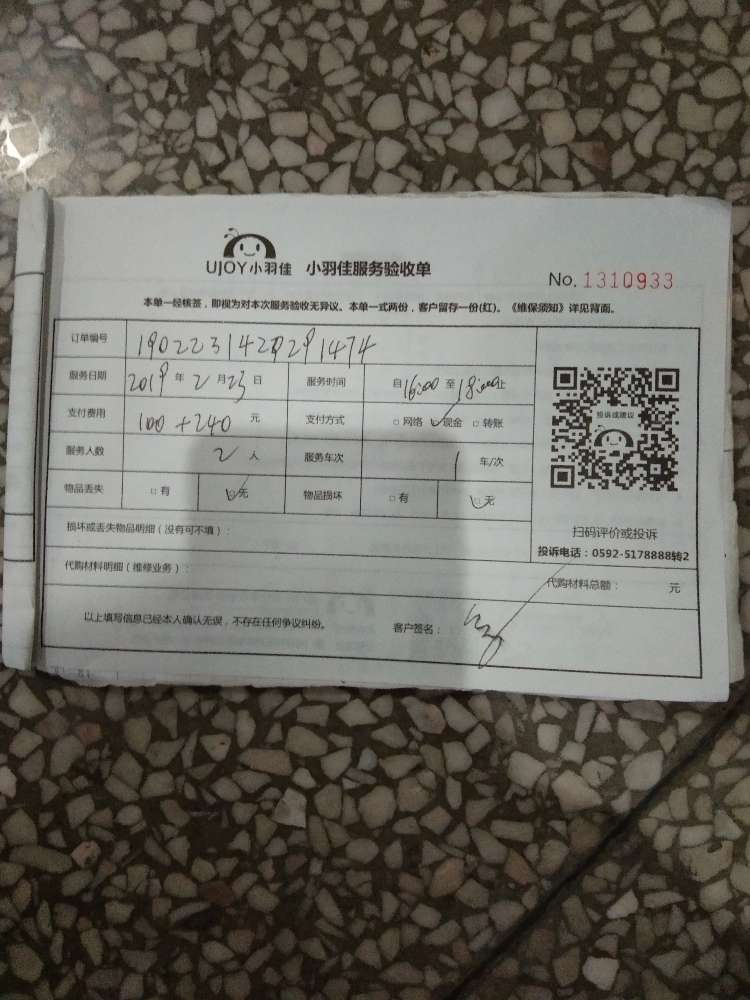 UJOY小羽佳 小羽佳服务验收单
No. 1310933
本单一经核签，即视为对本次服务验收无异议。本单一式两份，客户留存一份(红)。《维保须知》详见背面。
订单编号
服务日期 2019 年 2 月 23 日 服务时间 自 16:00 至 18:00 止
支付费用 100+240 元 支付方式 □ 网络 ☑ 现金 □ 转账
投诉或建议
服务人数 2 人 服务车次 1 车/次
物品丢失 □ 有 ☑ 无 物品损坏 □ 有 ☑ 无
扫码评价或投诉
投诉电话：0592-5178888转2
损坏或丢失物品明细（没有可不填）：
代购材料明细（维修业务）：
代购材料总额： 元
以上填写信息已经本人确认无误，不存在任何争议纠纷。 客户签名：